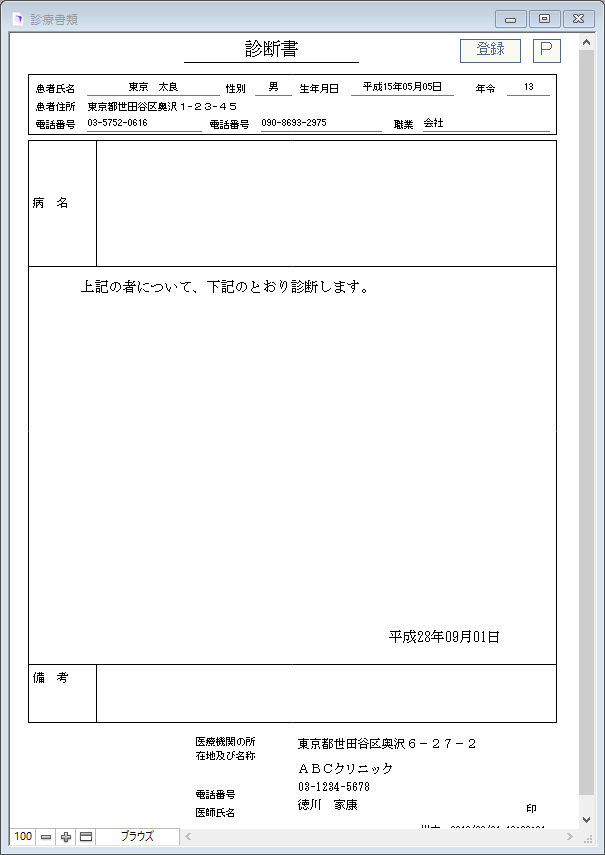 診療書類
診断書 登録 P
患者氏名 東京　太良 性別 男 生年月日 平成15年05月05日 年令 13
患者住所 東京都世田谷区奥沢１－２３－４５
電話番号 03-5752-0616 電話番号 090-8693-2975 職業 会社
病　名
上記の者について、下記のとおり診断します。
平成28年09月01日
備　考
医療機関の所 東京都世田谷区奥沢６－２７－２
在地及び名称
ＡＢＣクリニック
電話番号 03-1234-5678
医師氏名 徳川　家康 印
100 ブラウズ